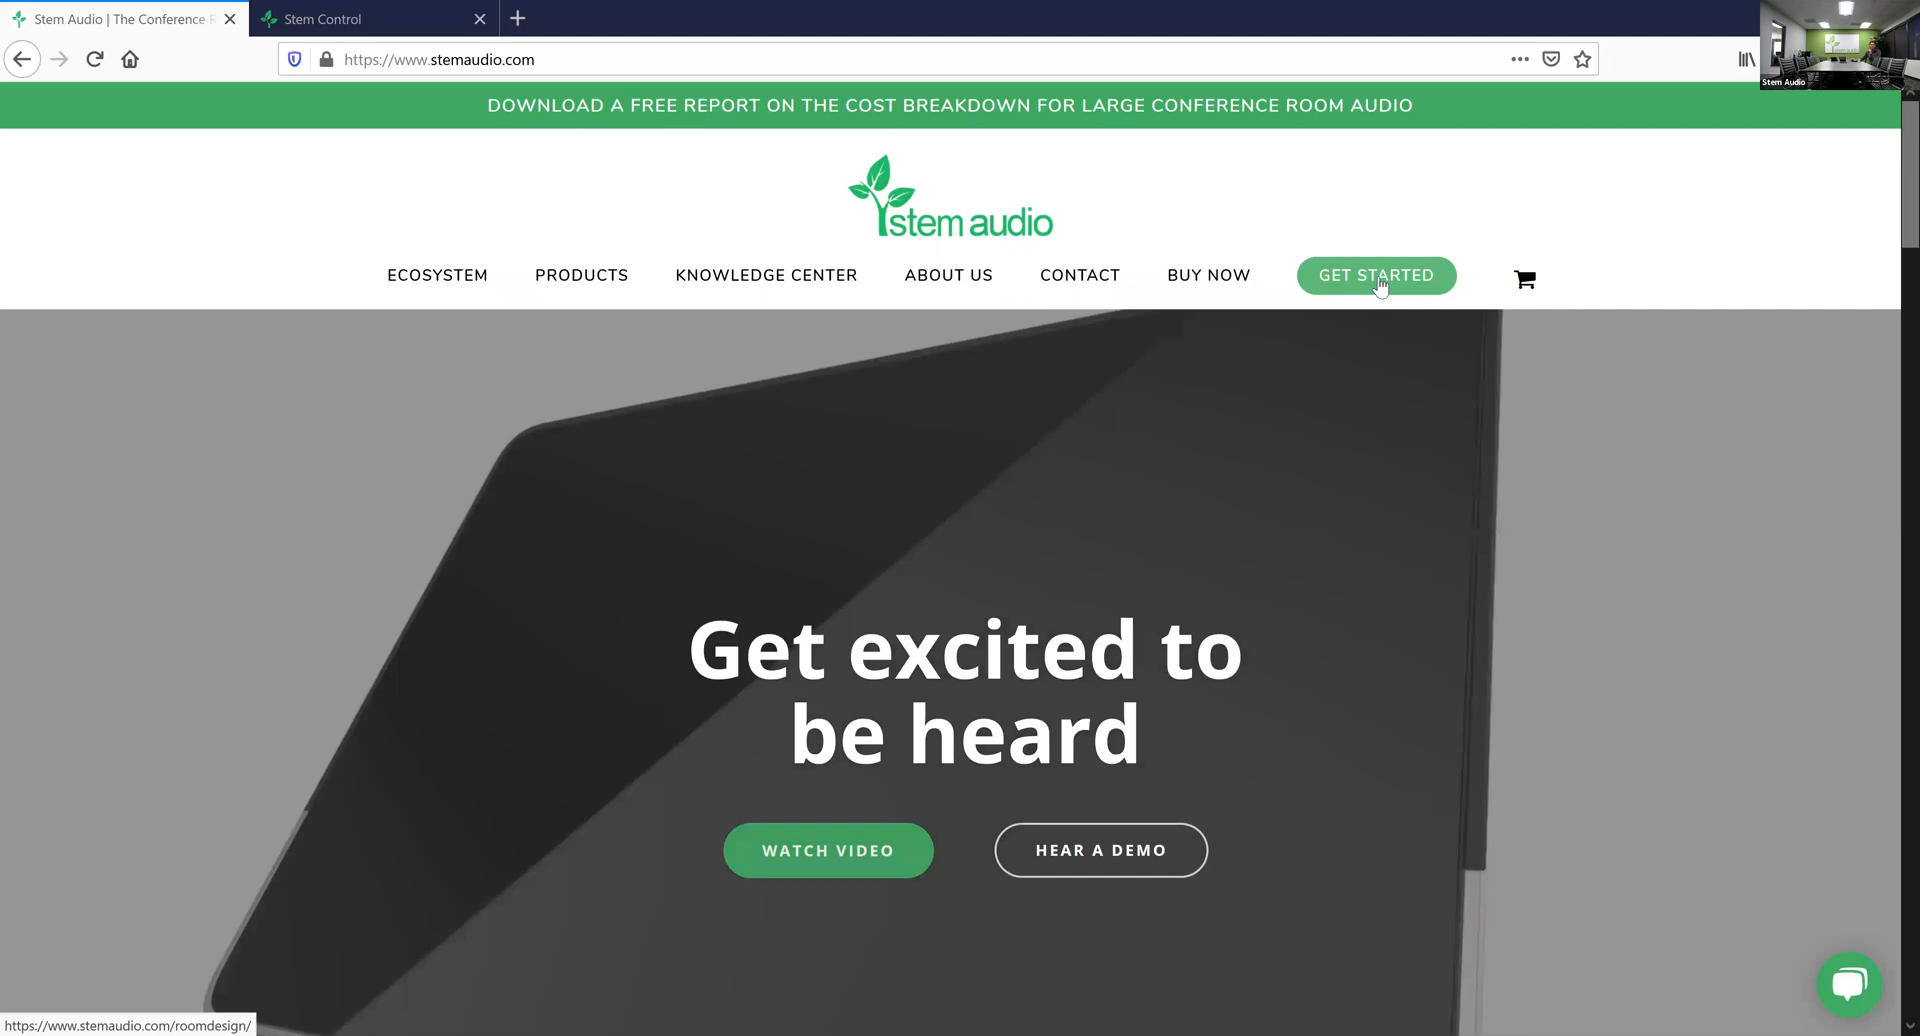 Stem Audio | The Conference R
Stem Control
https://www.stemaudio.com
Stem Audio
DOWNLOAD A FREE REPORT ON THE COST BREAKDOWN FOR LARGE CONFERENCE ROOM AUDIO
stem audio
ECOSYSTEM
PRODUCTS
KNOWLEDGE CENTER
ABOUT US
CONTACT
BUY NOW
GET STARTED
Get excited to
be heard
WATCH VIDEO
HEAR A DEMO
https://www.stemaudio.com/roomdesign/